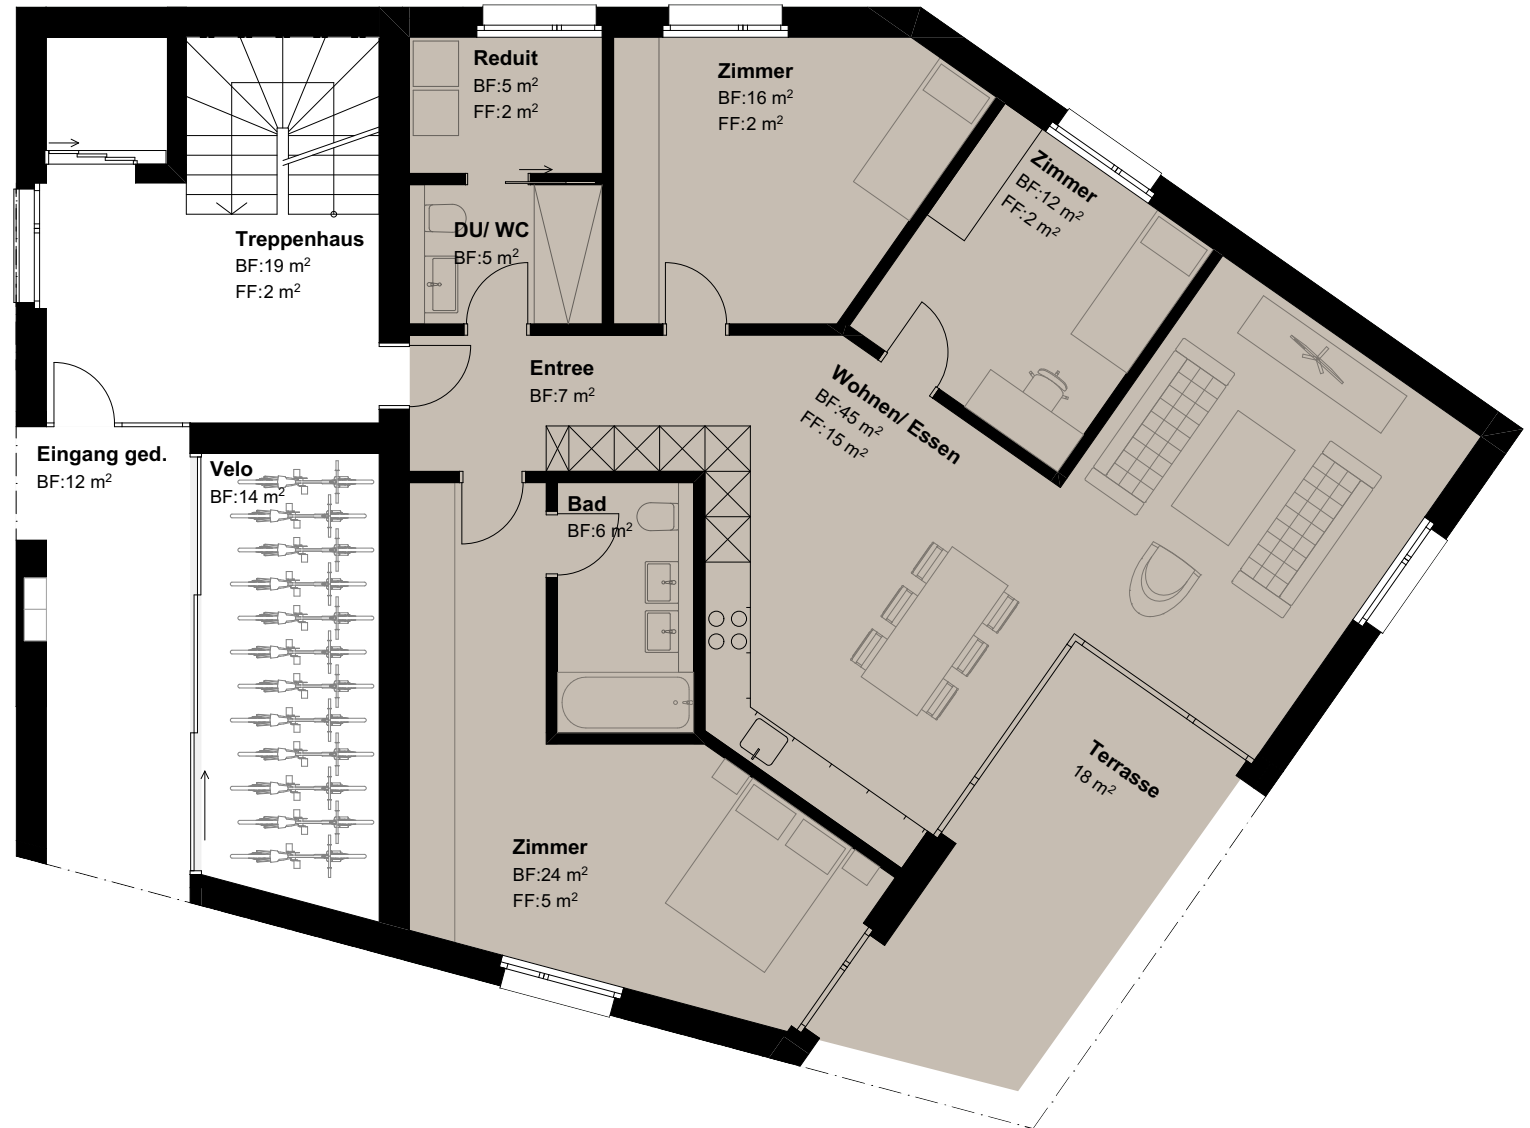 Reduit
BF:5 m²
FF:2 m²
Zimmer
BF:16 m²
FF:2 m²
Zimmer
BF:12 m²
FF:2 m²
DU/ WC
BF:5 m²
Treppenhaus
BF:19 m²
FF:2 m²
Entree
BF:7 m²
Wohnen/ Essen
BF:45 m²
FF:15 m²
Eingang ged.
BF:12 m²
Velo
BF:14 m²
Bad
BF:6 m²
Terrasse
18 m²
Zimmer
BF:24 m²
FF:5 m²